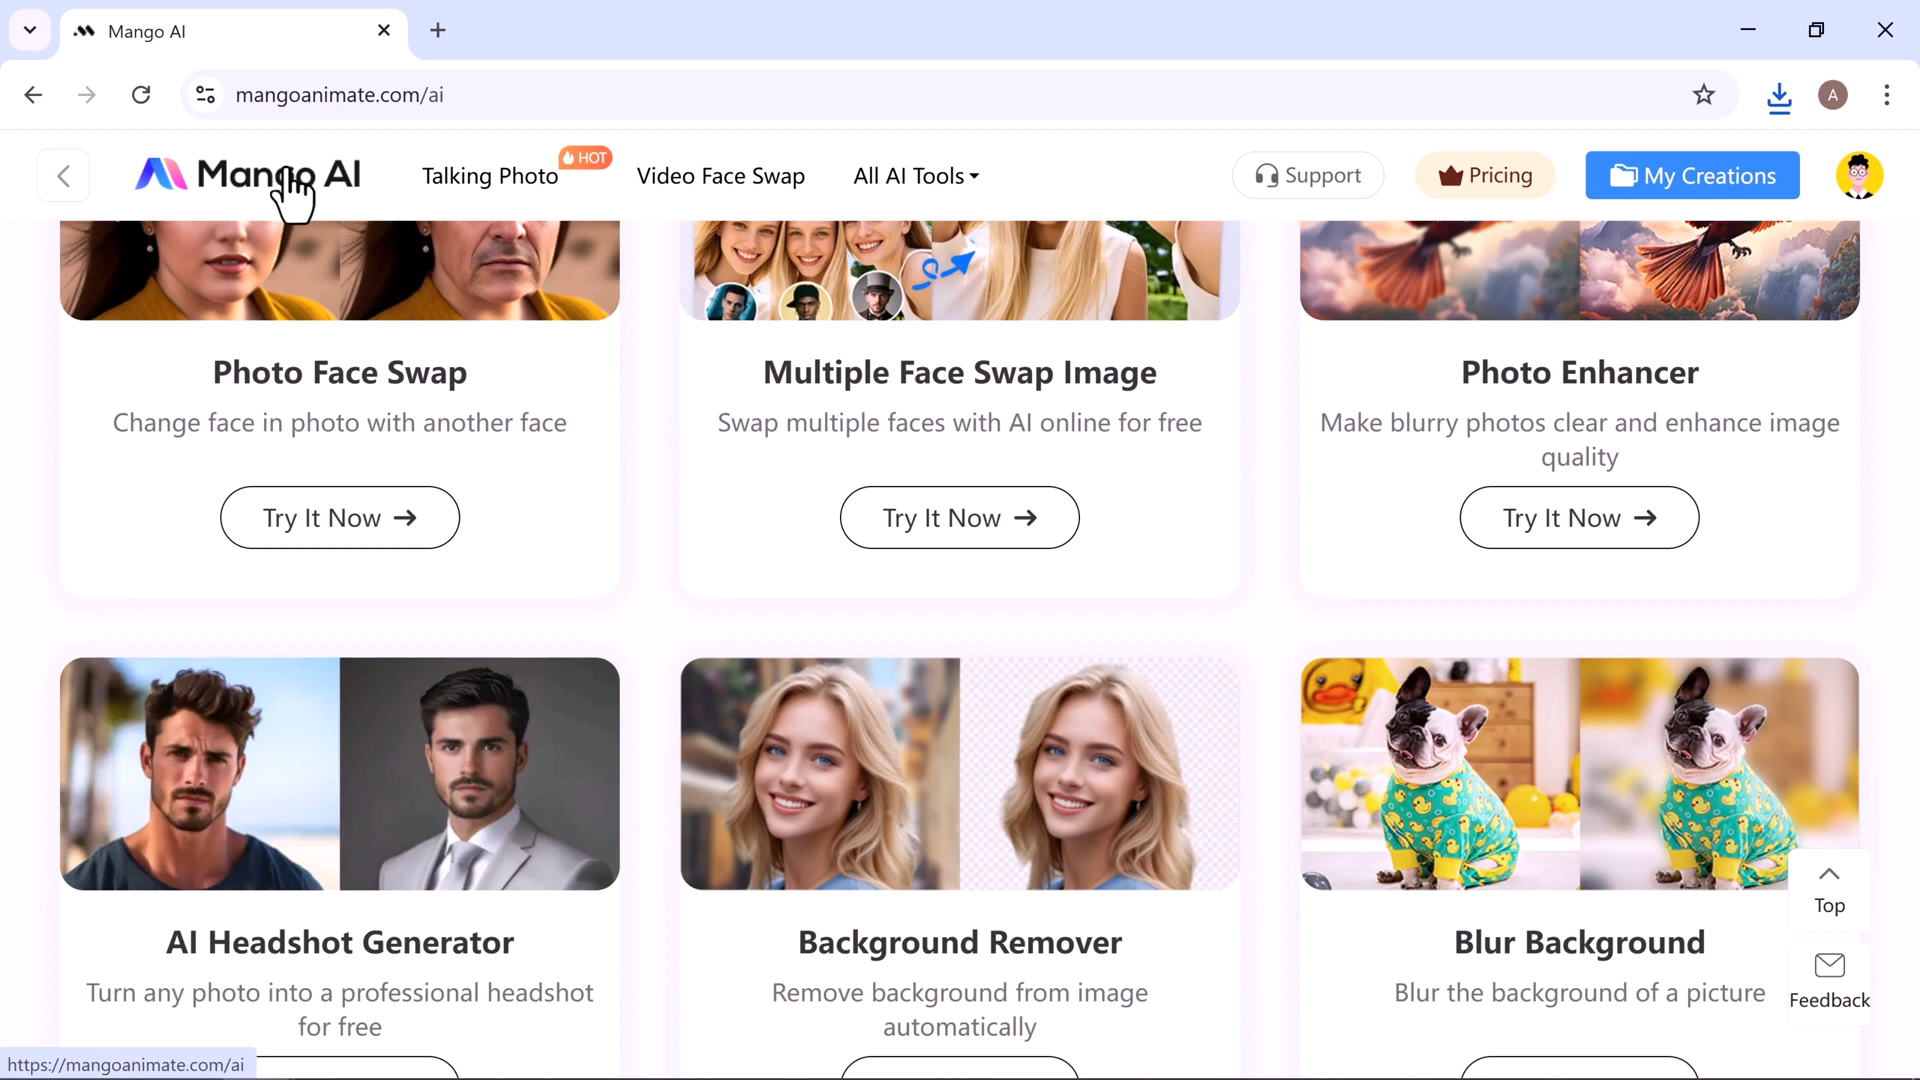 Mango AI
mangoanimate.com/ai
A
Mango AI
Talking Photo
HOT
Video Face Swap
All AI Tools
Support
Pricing
My Creations
Photo Face Swap
Change face in photo with another face
Try It Now
Multiple Face Swap Image
Swap multiple faces with AI online for free
Try It Now
Photo Enhancer
Make blurry photos clear and enhance image
quality
Try It Now
AI Headshot Generator
Turn any photo into a professional headshot
for free
Background Remover
Remove background from image
automatically
Blur Background
Blur the background of a picture
Top
Feedback
https://mangoanimate.com/ai